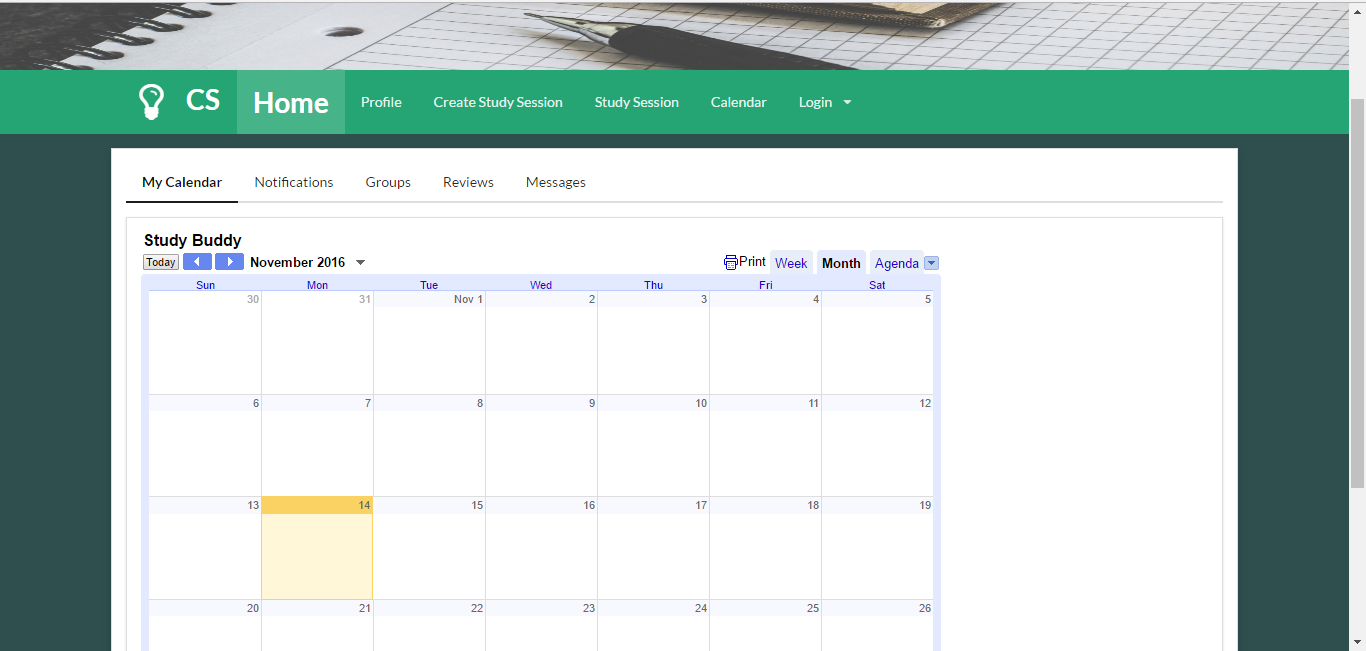 CS Home Profile Create Study Session Study Session Calendar Login
My Calendar Notifications Groups Reviews Messages
Study Buddy
Today November 2016 Print Week Month Agenda
Sun Mon Tue Wed Thu Fri Sat
30 31 Nov 1 2 3 4 5
6 7 8 9 10 11 12
13 14 15 16 17 18 19
20 21 22 23 24 25 26